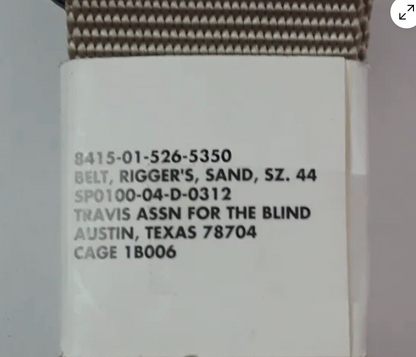 8415-01-526-5350
BELT, RIGGER'S, SAND, SZ. 44
SP0100-04-D-0312
TRAVIS ASSN FOR THE BLIND
AUSTIN, TEXAS 78704
CAGE 1B006